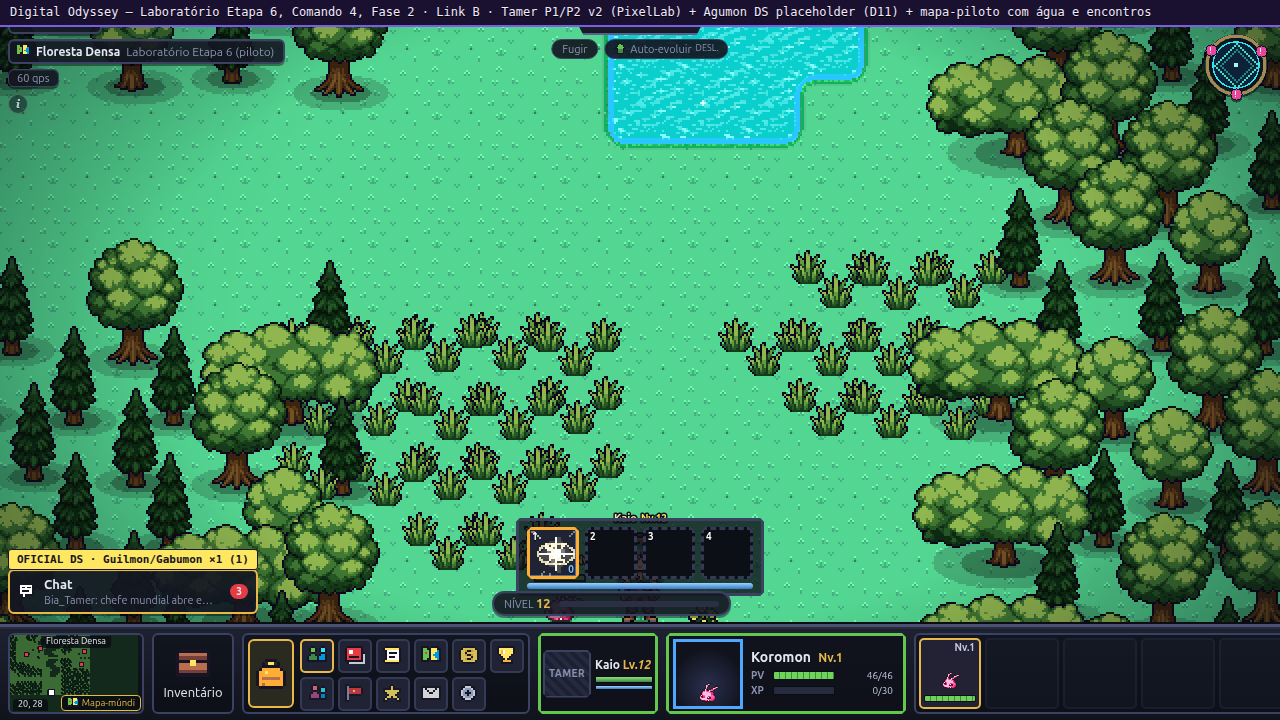 Digital Odyssey — Laboratório Etapa 6, Comando 4, Fase 2 · Link B · Tamer P1/P2 v2 (PixelLab) + Agumon DS placeholder (D11) + mapa-piloto com água e encontros
Floresta Densa Laboratório Etapa 6 (piloto)
Fugir
Auto-evoluir DESL.
60 qps
i
Kaio Nv.12
1 2 3 4
0
NÍVEL 12
OFICIAL DS · Guilmon/Gabumon ×1 (1)
Chat
Bia_Tamer: chefe mundial abre e…
3
Floresta Densa
20, 28
Mapa-múndi
Inventário
TAMER
Kaio Lv.12
Koromon Nv.1
PV 46/46
XP 0/30
Nv.1